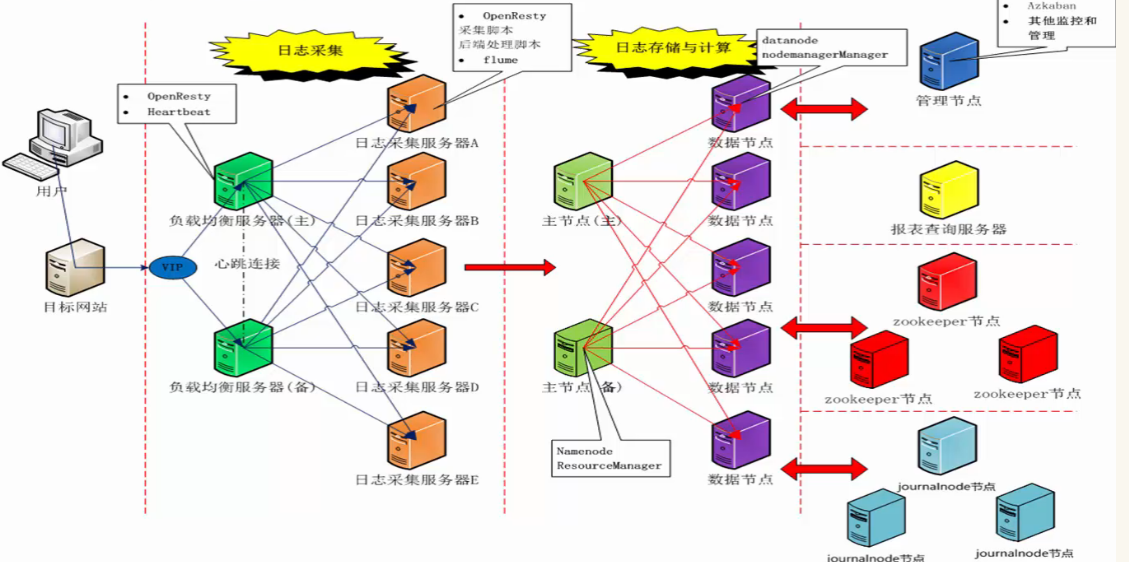 日志采集
OpenResty
采集脚本
后端处理脚本
flume
日志存储与计算
datanode
nodemanagerManager
Azkaban
其他监控和
管理
OpenResty
Heartbeat
管理节点
用户
目标网站
VIP
负载均衡服务器(主)
心跳连接
负载均衡服务器(备)
日志采集服务器A
日志采集服务器B
日志采集服务器C
日志采集服务器D
日志采集服务器E
主节点(主)
主节点(备)
Namenode
ResourceManager
数据节点
数据节点
数据节点
数据节点
数据节点
报表查询服务器
zookeeper节点
zookeeper节点
zookeeper节点
journalnode节点
journalnode节点
journalnode节点